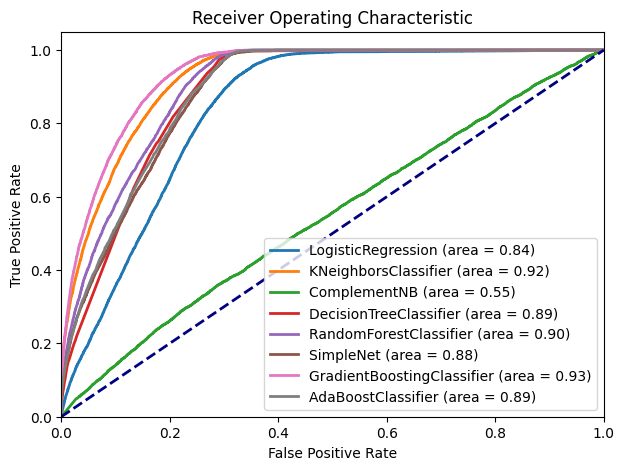 Receiver Operating Characteristic
True Positive Rate
1.0
0.8
0.6
0.4
0.2
0.0
LogisticRegression (area = 0.84)
KNeighborsClassifier (area = 0.92)
ComplementNB (area = 0.55)
DecisionTreeClassifier (area = 0.89)
RandomForestClassifier (area = 0.90)
SimpleNet (area = 0.88)
GradientBoostingClassifier (area = 0.93)
AdaBoostClassifier (area = 0.89)
0.0 0.2 0.4 0.6 0.8 1.0
False Positive Rate